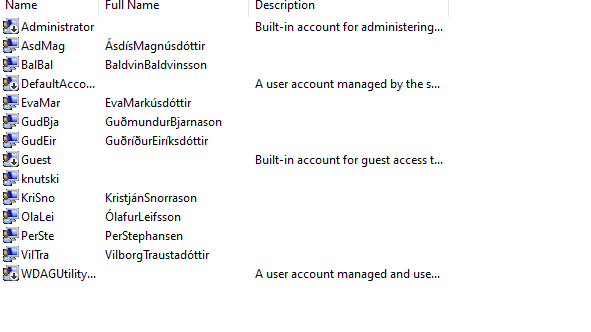 Name Full Name Description
Administrator Built-in account for administering...
AsdMag ÁsdísMagnúsdóttir
BalBal BaldvinBaldvinsson
DefaultAcco... A user account managed by the s...
EvaMar EvaMarkúsdóttir
GudBja GuðmundurBjarnason
GudEir GuðríðurEiríksdóttir
Guest Built-in account for guest access t...
knutski
KriSno KristjánSnorrason
OlaLei ÓlafurLeifsson
PerSte PerStephansen
VilTra VilborgTraustadóttir
WDAGUtility... A user account managed and use...